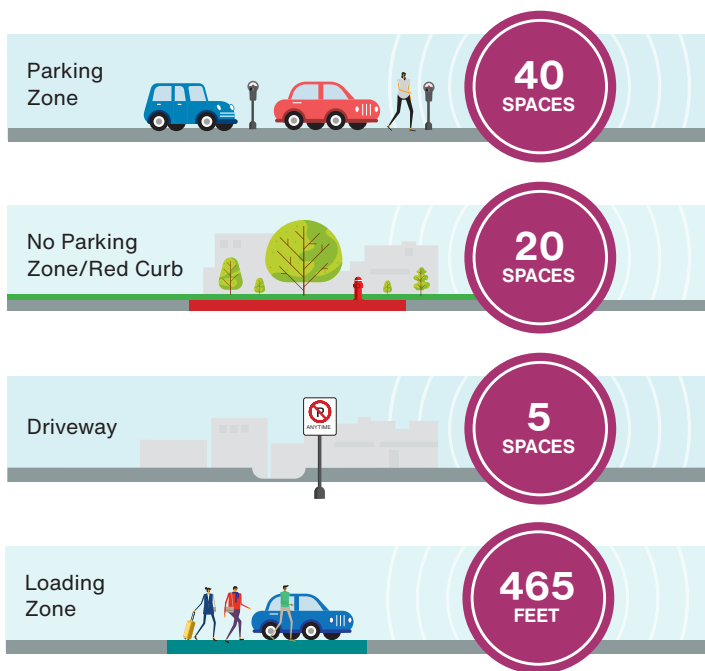 Parking
Zone
40
SPACES
No Parking
Zone/Red Curb
20
SPACES
Driveway
P
ANYTIME
5
SPACES
Loading
Zone
465
FEET